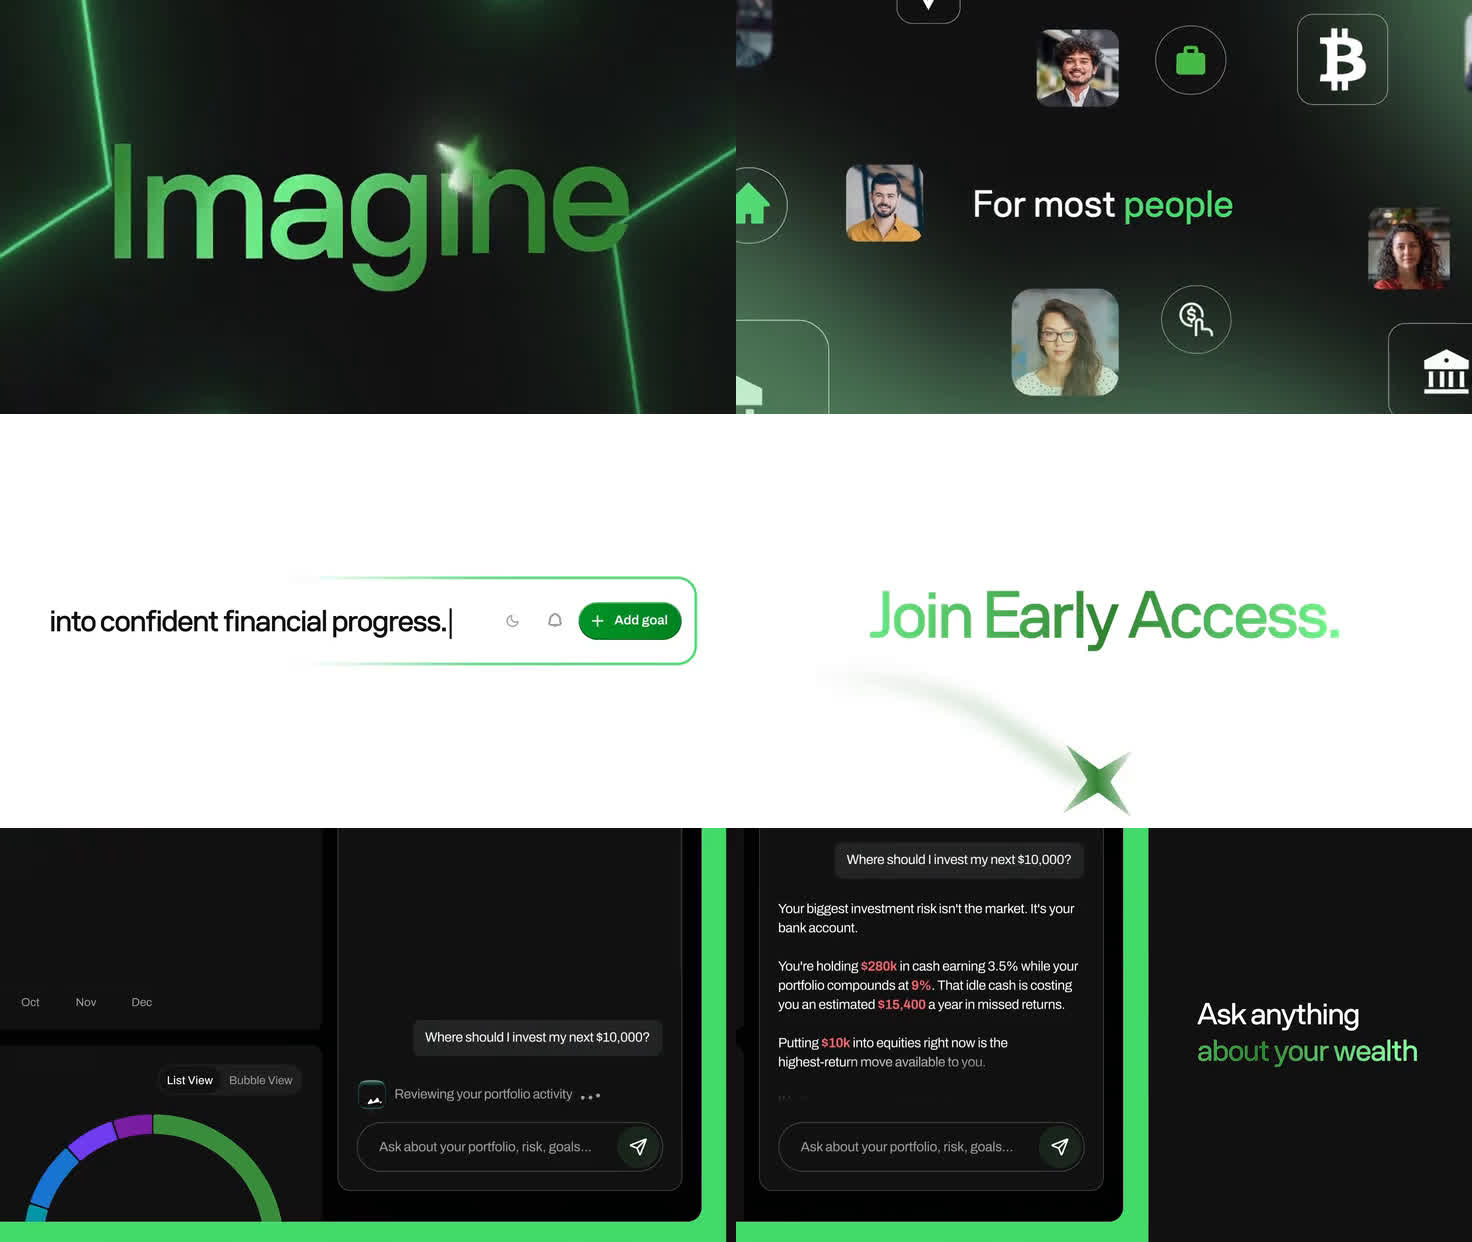 Imagine
For most people
into confident financial progress.
Add goal
Join Early Access.
Oct Nov Dec
List View Bubble View
Where should I invest my next $10,000?
Reviewing your portfolio activity
Ask about your portfolio, risk, goals...
Where should I invest my next $10,000?
Your biggest investment risk isn't the market. It's your
bank account.
You're holding $280k in cash earning 3.5% while your
portfolio compounds at 9%. That idle cash is costing
you an estimated $15,400 a year in missed returns.
Putting $10k into equities right now is the
highest-return move available to you.
Ask about your portfolio, risk, goals...
Ask anything
about your wealth